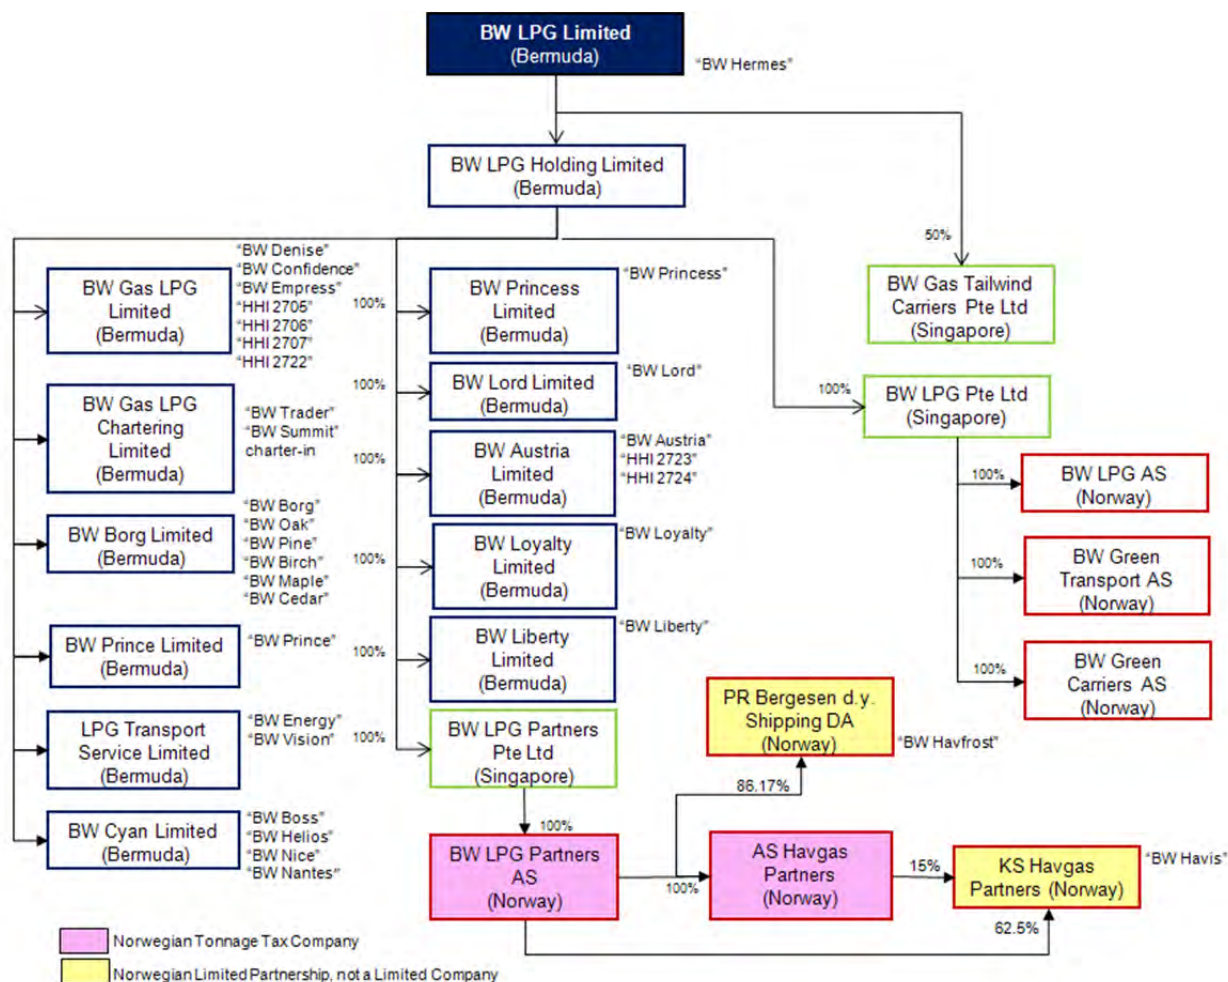 BW LPG Limited
(Bermuda)
"BW Hermes"
BW LPG Holding Limited
(Bermuda)
50%
BW Gas Tailwind
Carriers Pte Ltd
(Singapore)
BW Gas LPG
Limited
(Bermuda)
"BW Denise"
"BW Confidence"
"BW Empress"
"HHI 2705"
"HHI 2706"
"HHI 2707"
"HHI 2722"
BW Gas LPG
Chartering
Limited
(Bermuda)
"BW Trader"
"BW Summit"
charter-in
BW Borg Limited
(Bermuda)
"BW Borg"
"BW Oak"
"BW Pine"
"BW Birch"
"BW Maple"
"BW Cedar"
BW Prince Limited
(Bermuda)
"BW Prince"
LPG Transport
Service Limited
(Bermuda)
"BW Energy"
"BW Vision"
BW Cyan Limited
(Bermuda)
"BW Boss"
"BW Helios"
"BW Nice"
"BW Nantes"
100%
BW Princess
Limited
(Bermuda)
"BW Princess"
100%
BW Lord Limited
(Bermuda)
"BW Lord"
100%
BW Austria
Limited
(Bermuda)
"BW Austria"
"HHI 2723"
"HHI 2724"
100%
BW Loyalty
Limited
(Bermuda)
"BW Loyalty"
100%
BW Liberty
Limited
(Bermuda)
"BW Liberty"
100%
BW LPG Partners
Pte Ltd
(Singapore)
100%
BW LPG Partners
AS
(Norway)
100%
BW LPG Pte Ltd
(Singapore)
100%
BW LPG AS
(Norway)
100%
BW Green
Transport AS
(Norway)
100%
BW Green
Carriers AS
(Norway)
PR Bergesen d.y.
Shipping DA
(Norway)
"BW Havfrost"
86.17%
100%
AS Havgas
Partners
(Norway)
15%
KS Havgas
Partners (Norway)
"BW Havis"
62.5%
Norwegian Tonnage Tax Company
Norwegian Limited Partnership, not a Limited Company